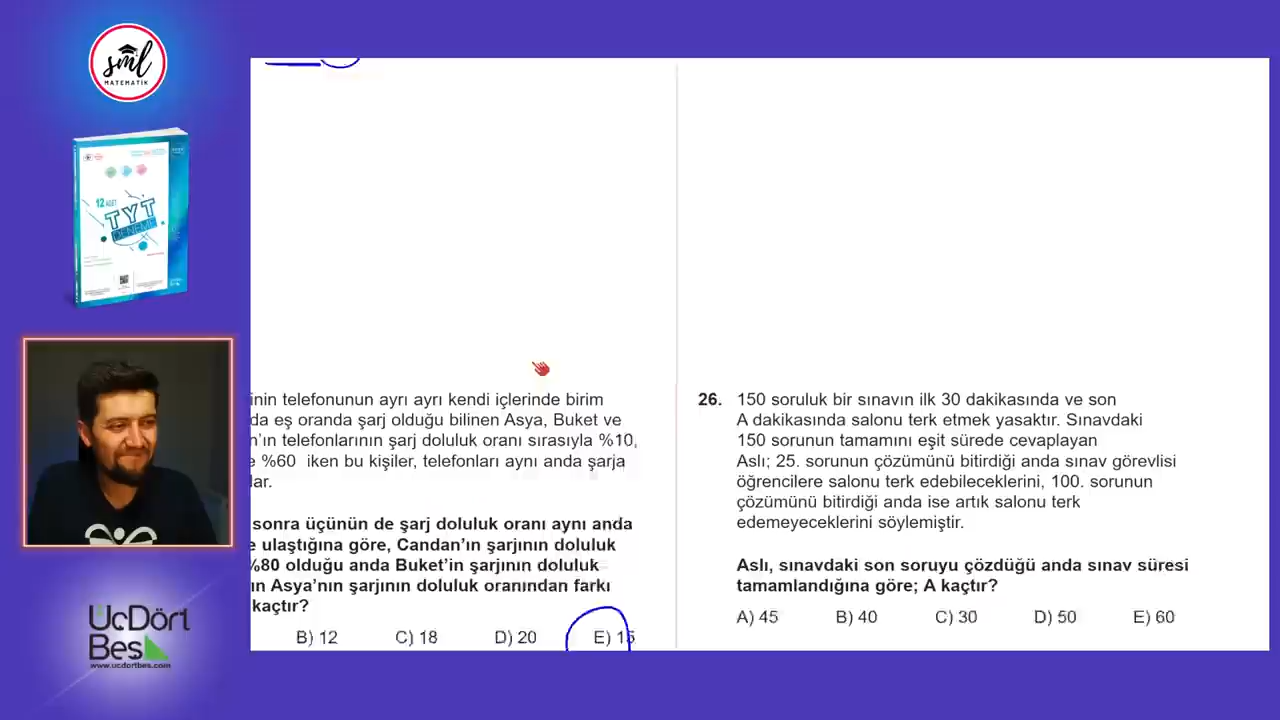 sml
MATEMATİK
12 ADET
TYT
DENEME
inin telefonunun ayrı ayrı kendi içlerinde birim
da eş oranda şarj olduğu bilinen Asya, Buket ve
n'ın telefonlarının şarj doluluk oranı sırasıyla %10,
e %60 iken bu kişiler, telefonları aynı anda şarja
lar.
sonra üçünün de şarj doluluk oranı aynı anda
e ulaştığına göre, Candan'ın şarjının doluluk
%80 olduğu anda Buket'in şarjının doluluk
ın Asya'nın şarjının doluluk oranından farkı
kaçtır?
B) 12 C) 18 D) 20 E) 15
26. 150 soruluk bir sınavın ilk 30 dakikasında ve son
A dakikasında salonu terk etmek yasaktır. Sınavdaki
150 sorunun tamamını eşit sürede cevaplayan
Aslı; 25. sorunun çözümünü bitirdiği anda sınav görevlisi
öğrencilere salonu terk edebileceklerini, 100. sorunun
çözümünü bitirdiği anda ise artık salonu terk
edemeyeceklerini söylemiştir.
Aslı, sınavdaki son soruyu çözdüğü anda sınav süresi
tamamlandığına göre; A kaçtır?
A) 45 B) 40 C) 30 D) 50 E) 60
ÜcDört
Bes
www.ucdortbes.com